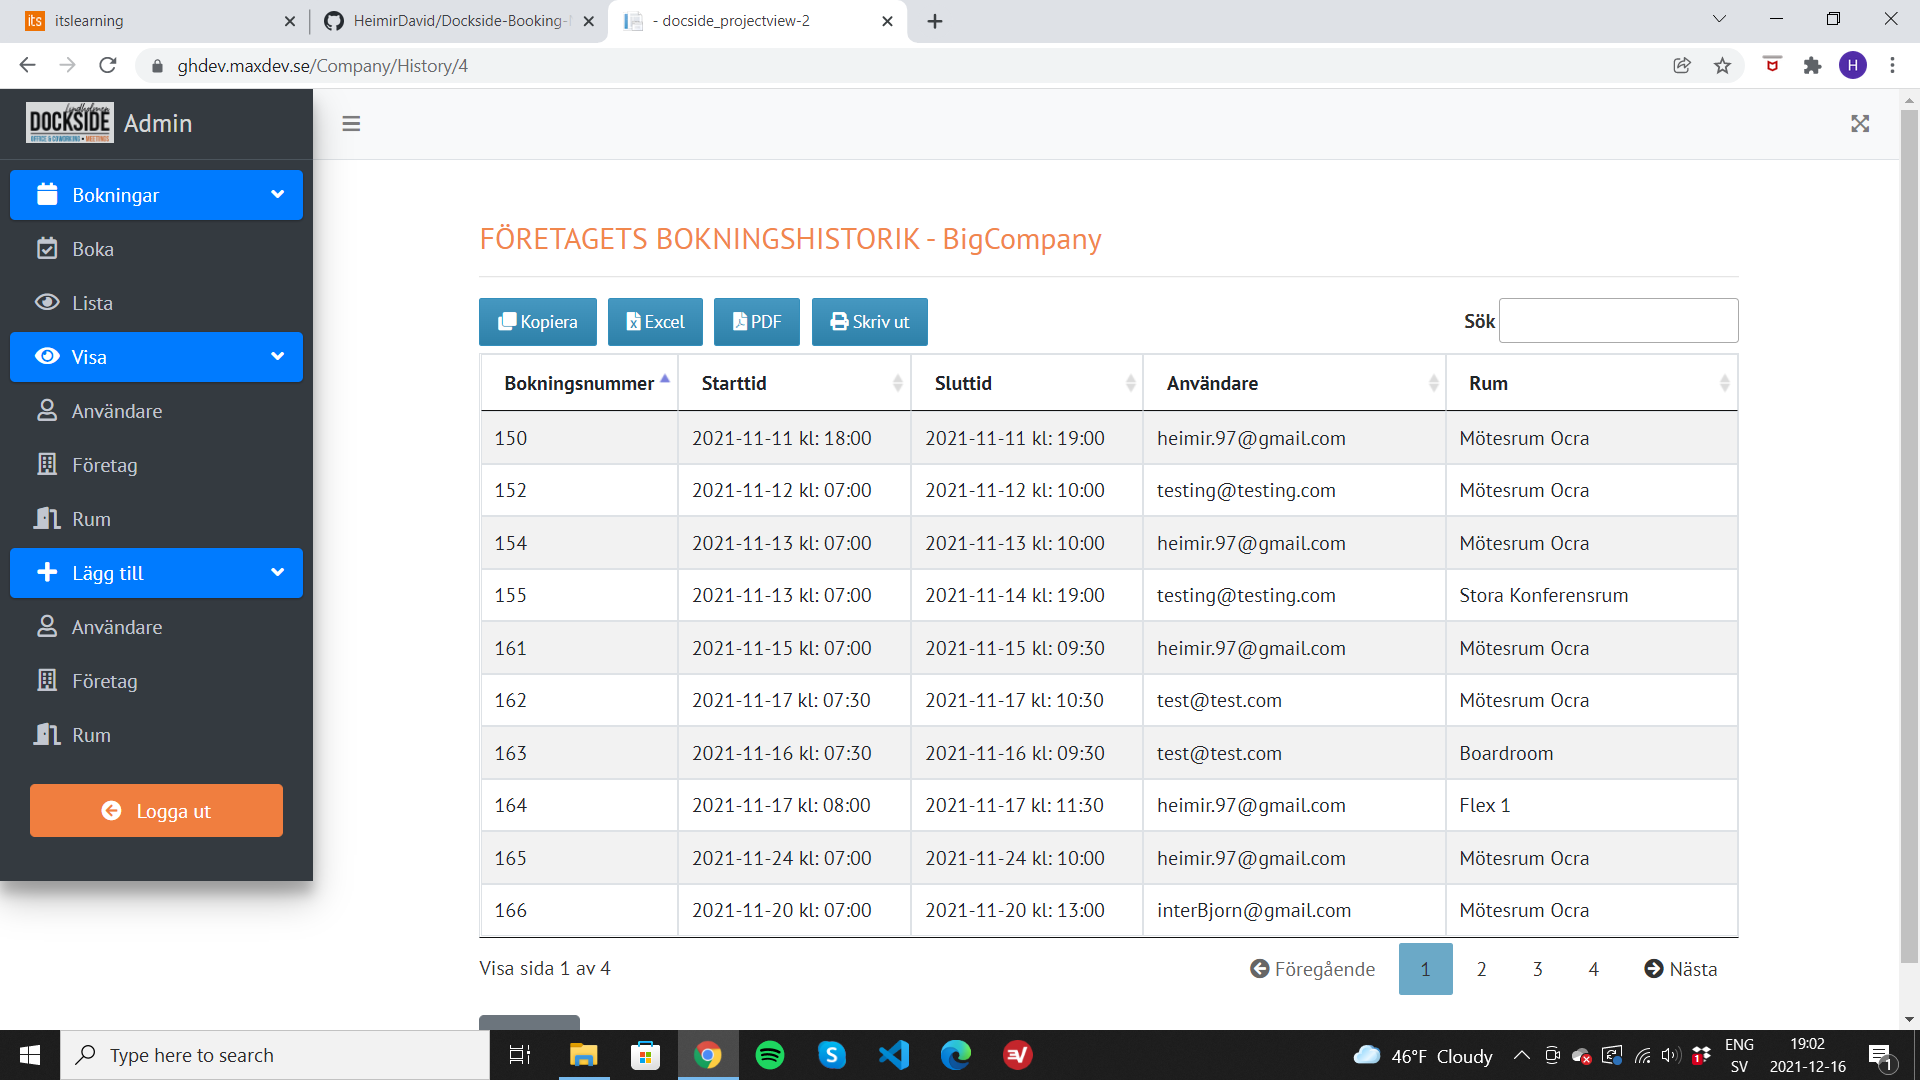 itslearning
HeimirDavid/Dockside-Booking-
- docside_projectview-2
ghdev.maxdev.se/Company/History/4
H
Lindholmen
DOCKSIDE
OFFICE & COWORKING • MEETINGS
Admin
Bokningar
Boka
Lista
Visa
Användare
Företag
Rum
Lägg till
Användare
Företag
Rum
Logga ut
FÖRETAGETS BOKNINGSHISTORIK - BigCompany
Kopiera Excel PDF Skriv ut Sök
Bokningsnummer Starttid Sluttid Användare Rum
150 2021-11-11 kl: 18:00 2021-11-11 kl: 19:00 heimir.97@gmail.com Mötesrum Ocra
152 2021-11-12 kl: 07:00 2021-11-12 kl: 10:00 testing@testing.com Mötesrum Ocra
154 2021-11-13 kl: 07:00 2021-11-13 kl: 10:00 heimir.97@gmail.com Mötesrum Ocra
155 2021-11-13 kl: 07:00 2021-11-14 kl: 19:00 testing@testing.com Stora Konferensrum
161 2021-11-15 kl: 07:00 2021-11-15 kl: 09:30 heimir.97@gmail.com Mötesrum Ocra
162 2021-11-17 kl: 07:30 2021-11-17 kl: 10:30 test@test.com Mötesrum Ocra
163 2021-11-16 kl: 07:30 2021-11-16 kl: 09:30 test@test.com Boardroom
164 2021-11-17 kl: 08:00 2021-11-17 kl: 11:30 heimir.97@gmail.com Flex 1
165 2021-11-24 kl: 07:00 2021-11-24 kl: 10:00 heimir.97@gmail.com Mötesrum Ocra
166 2021-11-20 kl: 07:00 2021-11-20 kl: 13:00 interBjorn@gmail.com Mötesrum Ocra
Visa sida 1 av 4 Föregående 1 2 3 4 Nästa
Type here to search
46°F Cloudy
ENG
SV
19:02
2021-12-16
1